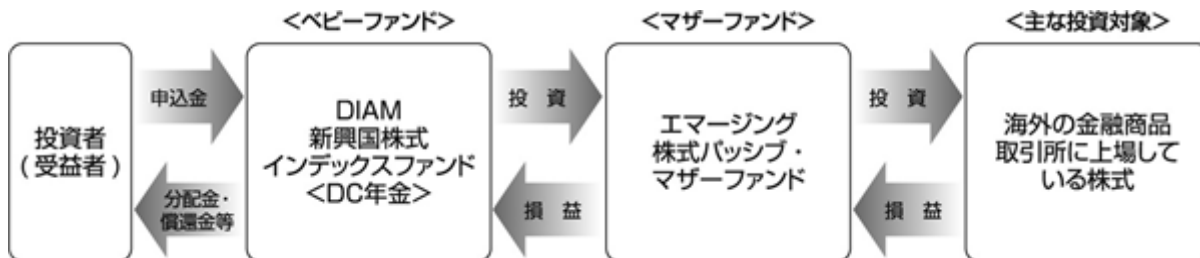 <ベビーファンド>
<マザーファンド>
<主な投資対象>
投資者
(受益者)
申込金
分配金・
償還金等
DIAM
新興国株式
インデックスファンド
<DC年金>
投 資
損 益
エマージング
株式パッシブ・
マザーファンド
投 資
損 益
海外の金融商品
取引所に上場して
いる株式